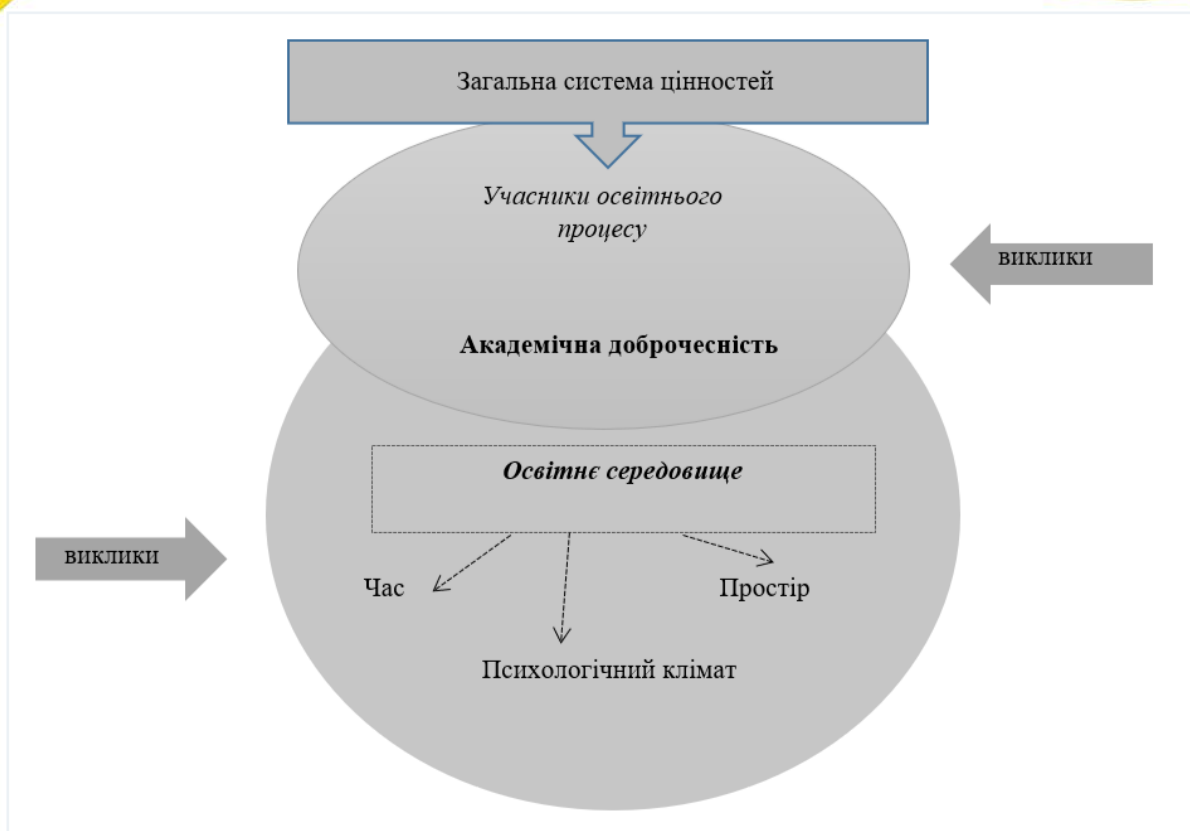 Загальна система цінностей
Учасники освітнього
процесу
виклики
Академічна доброчесність
Освітнє середовище
виклики
Час
Простір
Психологічний клімат